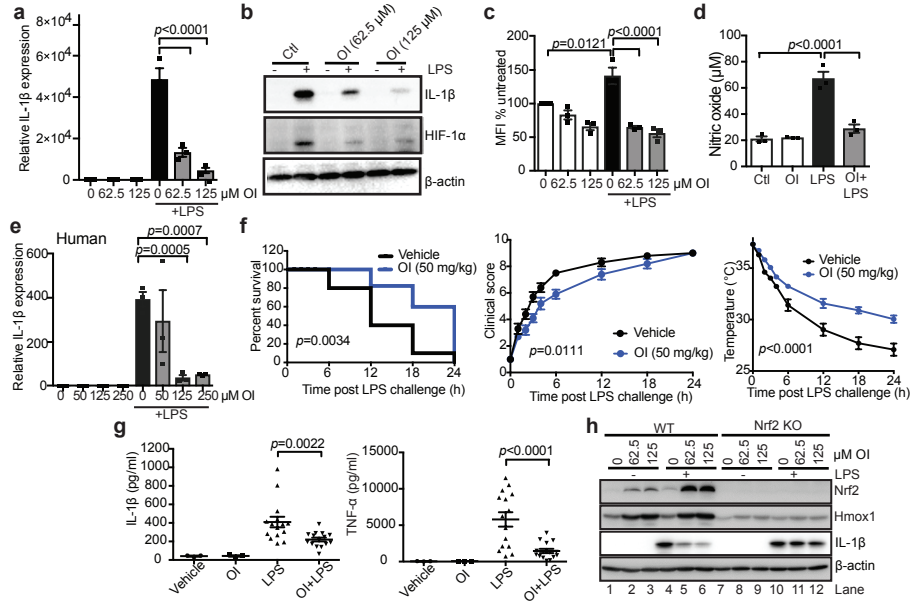 a
Relative IL-1β expression
8×10⁴
6×10⁴
4×10⁴
2×10⁴
0
p<0.0001
0 62.5 125 0 62.5 125 μM OI
+LPS
b
Ctl
OI (62.5 μM)
OI (125 μM)
- + - + - + LPS
IL-1β
HIF-1α
β-actin
c
MFI % untreated
200
150
100
50
0
p=0.0121
p<0.0001
0 62.5 125 0 62.5 125 μM OI
+LPS
d
Nitric oxide (μM)
100
80
60
40
20
0
p<0.0001
Ctl OI LPS OI+
LPS
e
Human
Relative IL-1β expression
600
400
200
0
p=0.0007
p=0.0005
0 50 125 250 0 50 125 250 μM OI
+LPS
f
Percent survival
120
100
80
60
40
20
0
Vehicle
OI (50 mg/kg)
p=0.0034
0 6 12 18 24
Time post LPS challenge (h)
Clinical score
10
8
6
4
2
0
Vehicle
OI (50 mg/kg)
p=0.0111
0 6 12 18 24
Time post LPS challenge (h)
Temperature (°C)
35
30
25
Vehicle
OI (50 mg/kg)
p<0.0001
0 6 12 18 24
Time post LPS challenge (h)
g
IL-1β (pg/ml)
1200
1000
800
600
400
200
0
p=0.0022
Vehicle OI LPS OI+LPS
TNF-α (pg/ml)
15000
10000
5000
0
p<0.0001
Vehicle OI LPS OI+LPS
h
WT Nrf2 KO
0 62.5 125 0 62.5 125 0 62.5 125 0 62.5 125 μM OI
- + - + LPS
Nrf2
Hmox1
IL-1β
β-actin
1 2 3 4 5 6 7 8 9 10 11 12 Lane